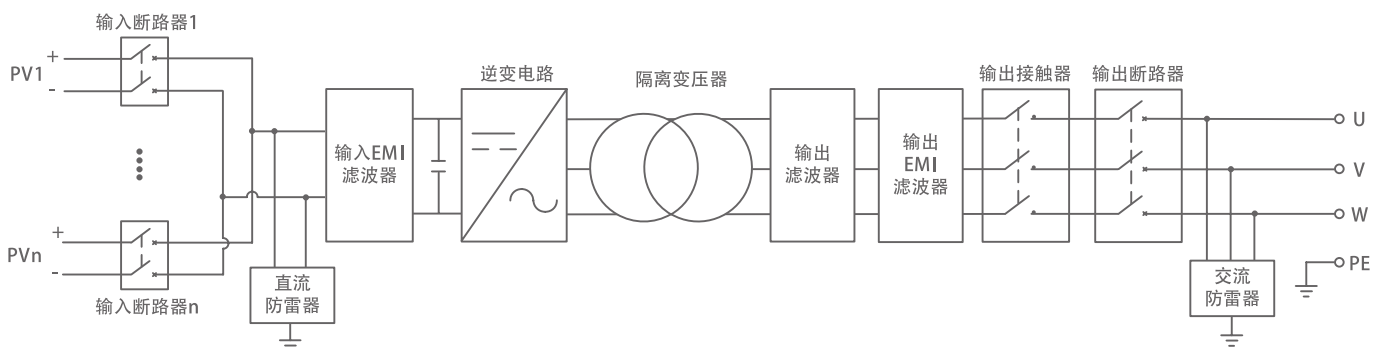 输入断路器1
PV1
+
-
PVn
+
-
输入断路器n
直流
防雷器
输入EMI
滤波器
逆变电路
隔离变压器
输出
滤波器
输出
EMI
滤波器
输出接触器
输出断路器
交流
防雷器
U
V
W
PE